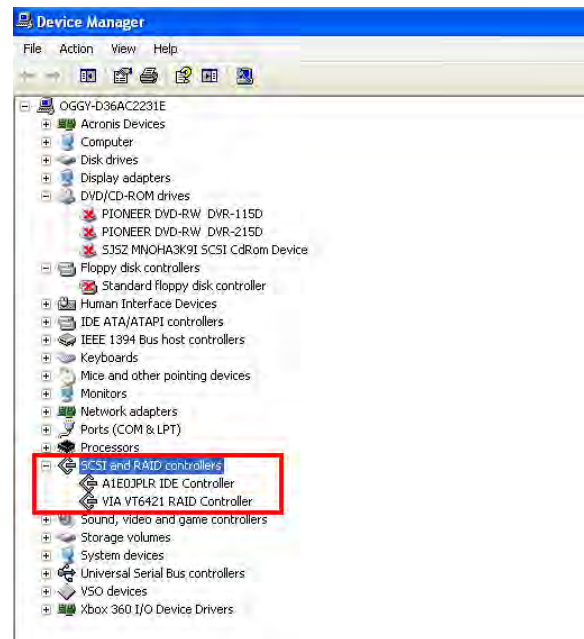 Device Manager
File Action View Help
OGGY-D36AC2231E
Acronis Devices
Computer
Disk drives
Display adapters
DVD/CD-ROM drives
PIONEER DVD-RW DVR-115D
PIONEER DVD-RW DVR-215D
SJSZ MNOHA3K9I SCSI CdRom Device
Floppy disk controllers
Standard floppy disk controller
Human Interface Devices
IDE ATA/ATAPI controllers
IEEE 1394 Bus host controllers
Keyboards
Mice and other pointing devices
Monitors
Network adapters
Ports (COM & LPT)
Processors
SCSI and RAID controllers
A1E0JPLR IDE Controller
VIA VT6421 RAID Controller
Sound, video and game controllers
Storage volumes
System devices
Universal Serial Bus controllers
VSO devices
Xbox 360 I/O Device Drivers